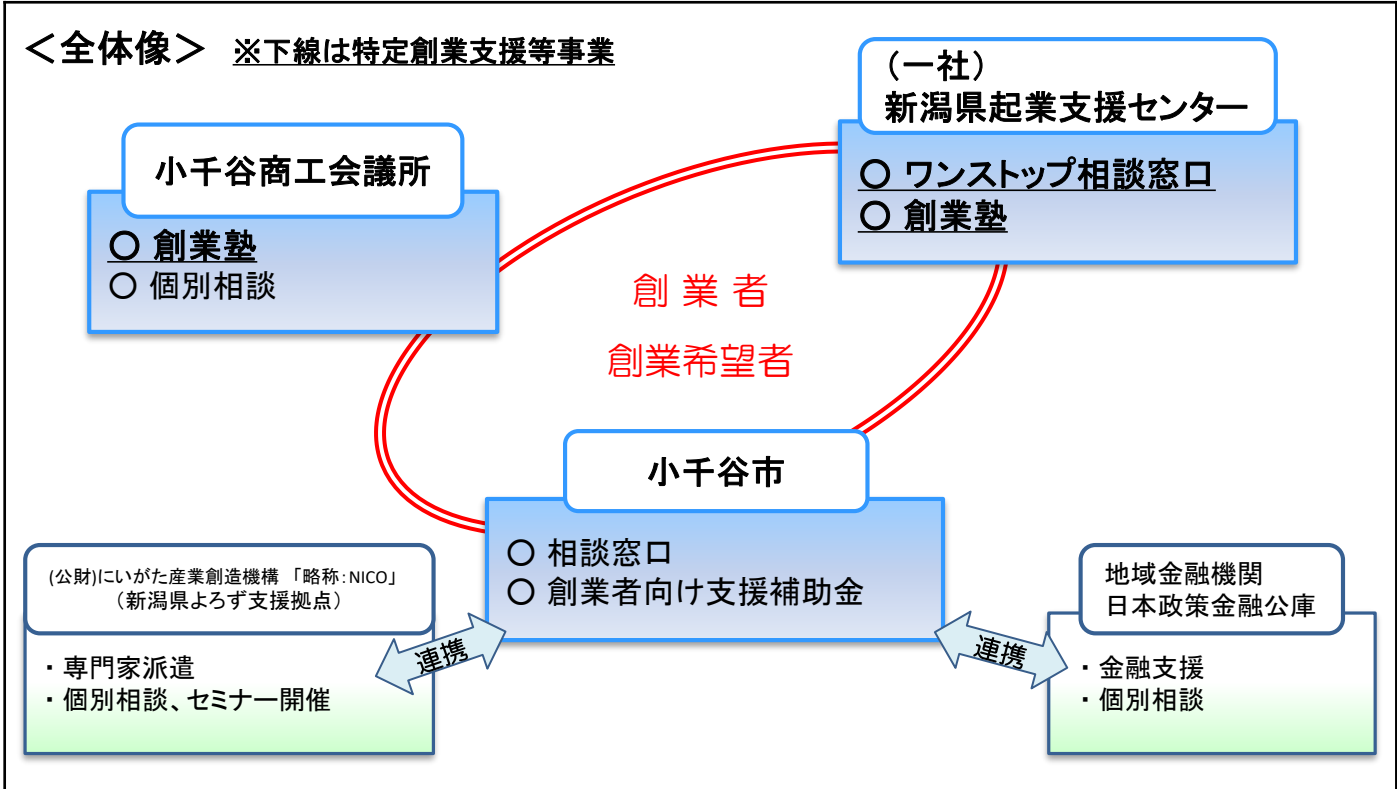 ＜全体像＞ ※下線は特定創業支援等事業
（一社）
新潟県起業支援センター
○ ワンストップ相談窓口
○ 創業塾
小千谷商工会議所
○ 創業塾
○ 個別相談
創 業 者
創業希望者
小千谷市
○ 相談窓口
○ 創業者向け支援補助金
(公財)にいがた産業創造機構 「略称:NICO」
（新潟県よろず支援拠点）
・専門家派遣
・個別相談、セミナー開催
連携
連携
地域金融機関
日本政策金融公庫
・金融支援
・個別相談